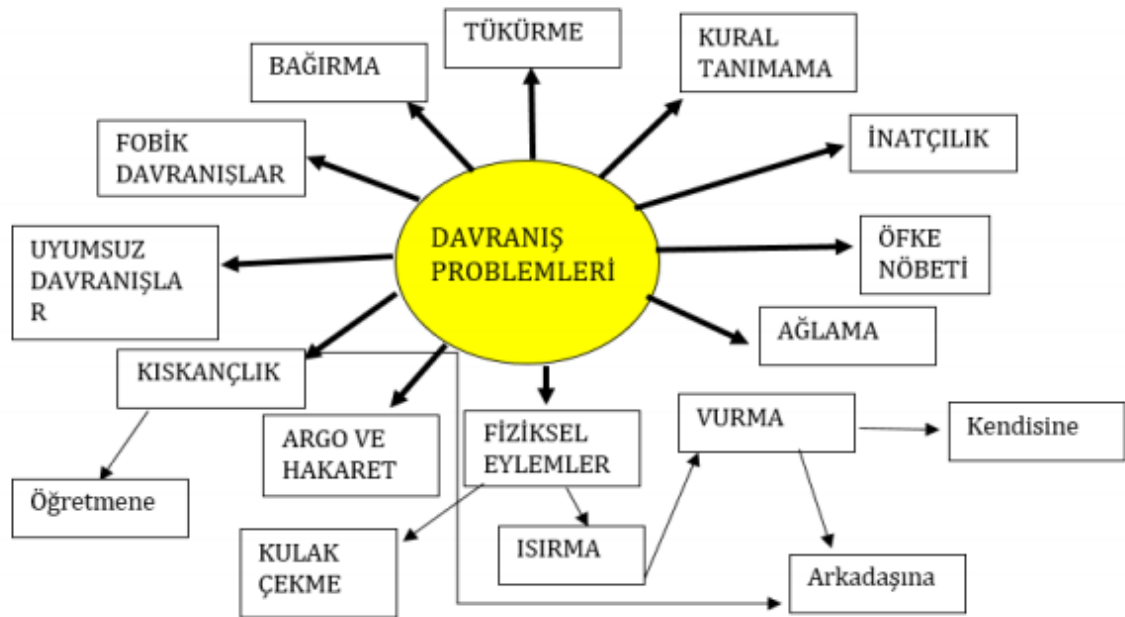 TÜKÜRME
KURAL
TANIMAMA
BAĞIRMA
FOBİK
DAVRANIŞLAR
İNATÇILIK
UYUMSUZ
DAVRANIŞLA
R
DAVRANIŞ
PROBLEMLERİ
ÖFKE
NÖBETİ
AĞLAMA
KISKANÇLIK
ARGO VE
HAKARET
FİZİKSEL
EYLEMLER
VURMA
Kendisine
Öğretmene
KULAK
ÇEKME
ISIRMA
Arkadaşına